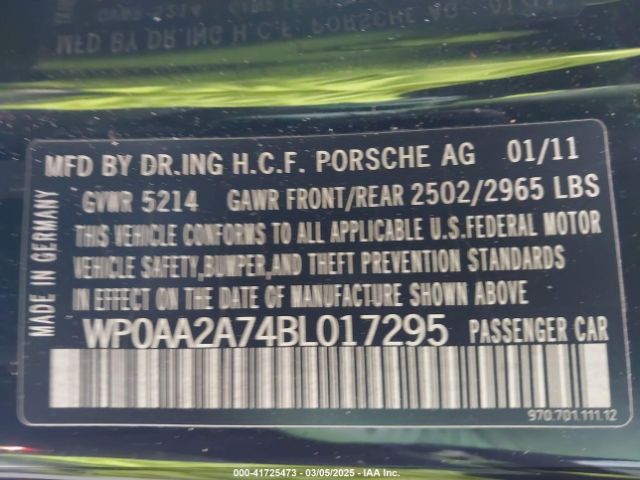 MFD BY DR.ING H.C.F. PORSCHE AG 01/11
GVWR 5214 GAWR FRONT/REAR 2502/2965 LBS
THIS VEHICLE CONFORMS TO ALL APPLICABLE U.S.FEDERAL MOTOR
VEHICLE SAFETY,BUMPER,AND THEFT PREVENTION STANDARDS
IN EFFECT ON THE DATE OF MANUFACTURE SHOWN ABOVE
WP0AA2A74BL017295 PASSENGER CAR
MADE IN GERMANY
970.701.111.12
000-41725473 — 03/05/2025 — IAA Inc.